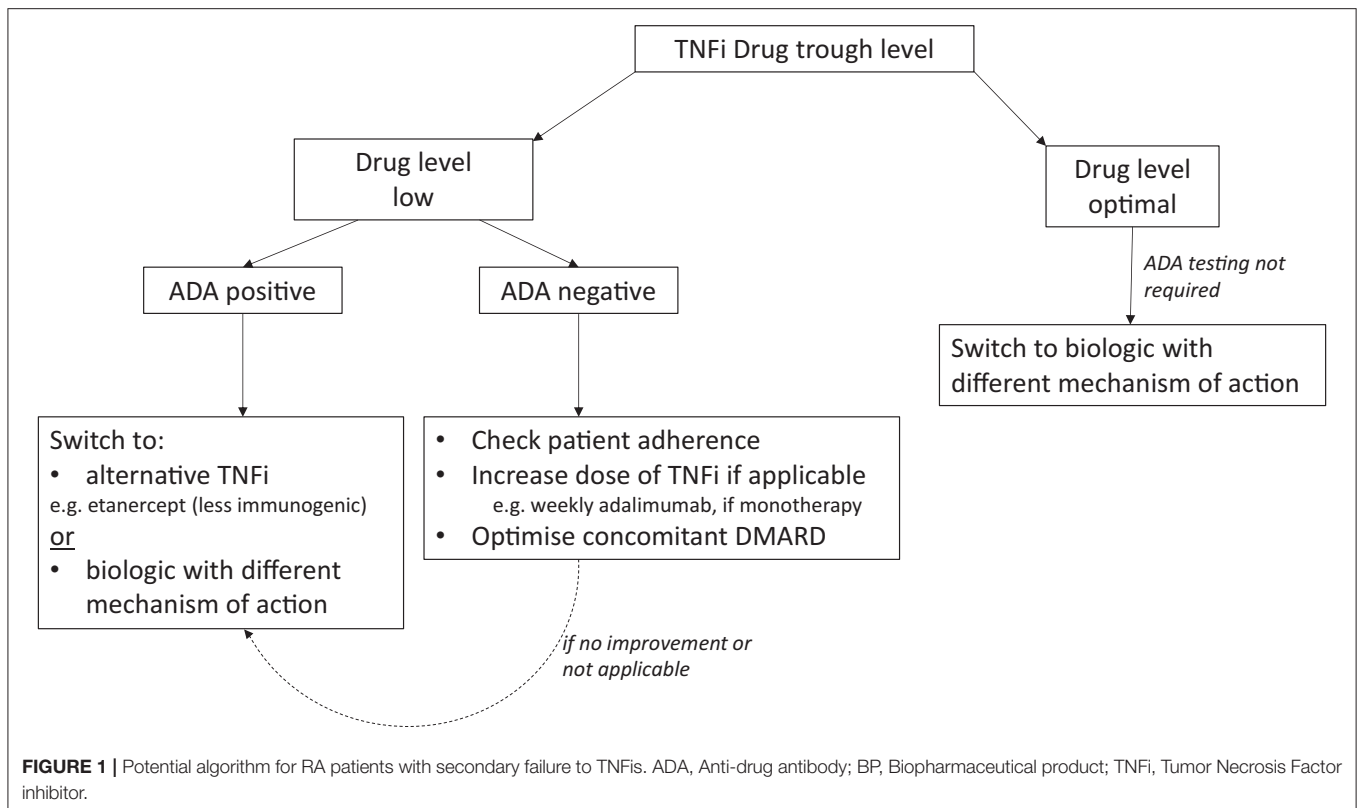 TNFi Drug trough level
Drug level
low
Drug level
optimal
ADA testing not
required
ADA positive
ADA negative
Switch to biologic with
different mechanism of action
Switch to:
• alternative TNFi
e.g. etanercept (less immunogenic)
or
• biologic with different
mechanism of action
• Check patient adherence
• Increase dose of TNFi if applicable
e.g. weekly adalimumab, if monotherapy
• Optimise concomitant DMARD
if no improvement or
not applicable
FIGURE 1 | Potential algorithm for RA patients with secondary failure to TNFis. ADA, Anti-drug antibody; BP, Biopharmaceutical product; TNFi, Tumor Necrosis Factor
inhibitor.